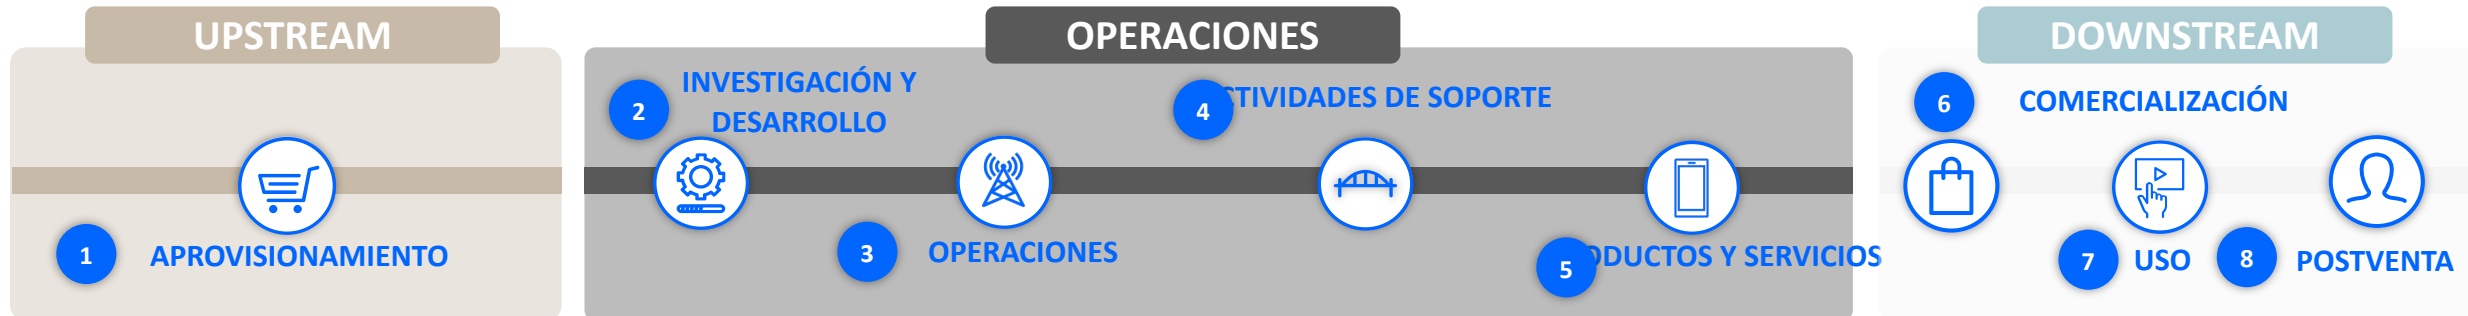 UPSTREAM
1
APROVISIONAMIENTO
OPERACIONES
2
INVESTIGACIÓN Y
DESARROLLO
3
OPERACIONES
4
CTIVIDADES DE SOPORTE
5
ODUCTOS Y SERVICIOS
DOWNSTREAM
6
COMERCIALIZACIÓN
7
USO
8
POSTVENTA